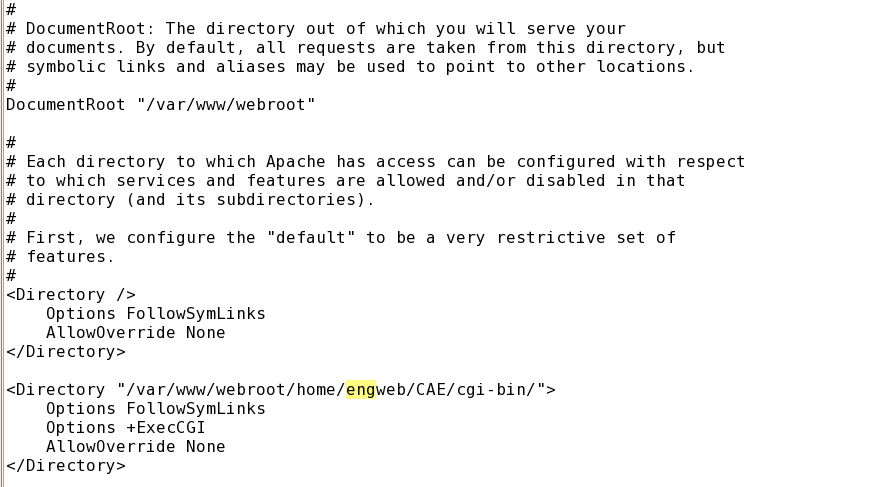 #
# DocumentRoot: The directory out of which you will serve your
# documents. By default, all requests are taken from this directory, but
# symbolic links and aliases may be used to point to other locations.
#
DocumentRoot "/var/www/webroot"
#
# Each directory to which Apache has access can be configured with respect
# to which services and features are allowed and/or disabled in that
# directory (and its subdirectories).
#
# First, we configure the "default" to be a very restrictive set of
# features.
#
<Directory />
    Options FollowSymLinks
    AllowOverride None
</Directory>
<Directory "/var/www/webroot/home/engweb/CAE/cgi-bin/">
    Options FollowSymLinks
    Options +ExecCGI
    AllowOverride None
</Directory>